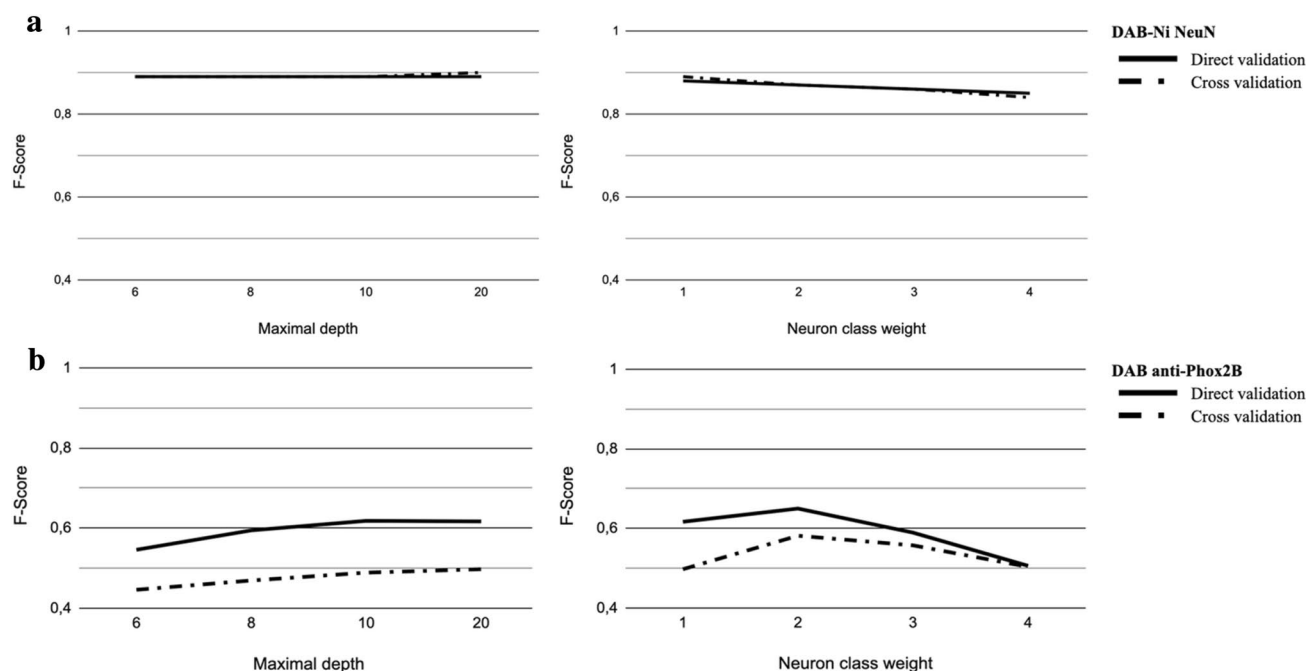 a
1
0,8
0,6
0,4
F-Score
6
8
10
20
Maximal depth
1
0,8
0,6
0,4
F-Score
1
2
3
4
Neuron class weight
DAB-Ni NeuN
Direct validation
Cross validation
b
1
0,8
0,6
0,4
F-Score
6
8
10
20
Maximal depth
1
0,8
0,6
0,4
F-Score
1
2
3
4
Neuron class weight
DAB anti-Phox2B
Direct validation
Cross validation